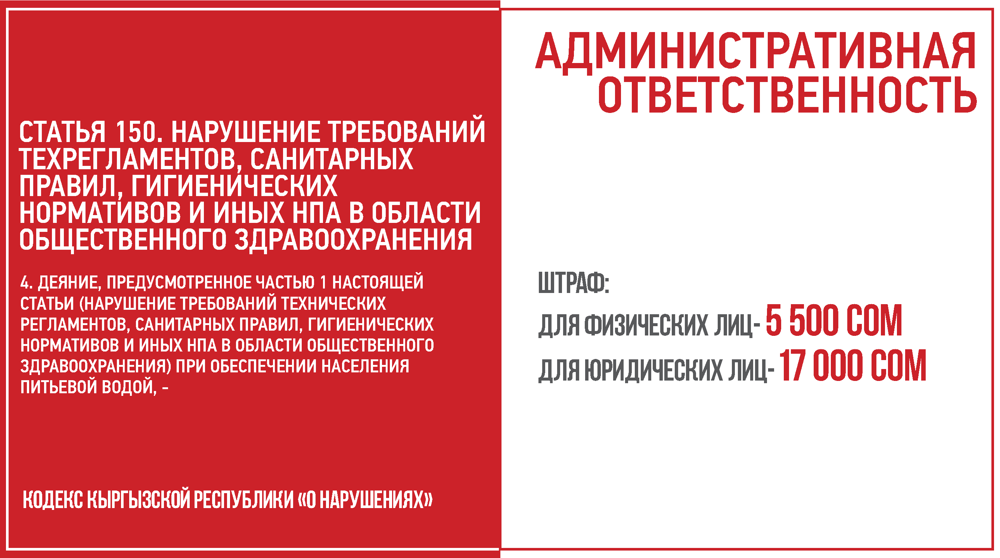 СТАТЬЯ 150. НАРУШЕНИЕ ТРЕБОВАНИЙ
ТЕХРЕГЛАМЕНТОВ, САНИТАРНЫХ
ПРАВИЛ, ГИГИЕНИЧЕСКИХ
НОРМАТИВОВ И ИНЫХ НПА В ОБЛАСТИ
ОБЩЕСТВЕННОГО ЗДРАВООХРАНЕНИЯ
4. ДЕЯНИЕ, ПРЕДУСМОТРЕННОЕ ЧАСТЬЮ 1 НАСТОЯЩЕЙ
СТАТЬИ (НАРУШЕНИЕ ТРЕБОВАНИЙ ТЕХНИЧЕСКИХ
РЕГЛАМЕНТОВ, САНИТАРНЫХ ПРАВИЛ, ГИГИЕНИЧЕСКИХ
НОРМАТИВОВ И ИНЫХ НПА В ОБЛАСТИ ОБЩЕСТВЕННОГО
ЗДРАВООХРАНЕНИЯ) ПРИ ОБЕСПЕЧЕНИИ НАСЕЛЕНИЯ
ПИТЬЕВОЙ ВОДОЙ, -
КОДЕКС КЫРГЫЗСКОЙ РЕСПУБЛИКИ «О НАРУШЕНИЯХ»
АДМИНИСТРАТИВНАЯ
ОТВЕТСТВЕННОСТЬ
ШТРАФ:
ДЛЯ ФИЗИЧЕСКИХ ЛИЦ- 5 500 СОМ
ДЛЯ ЮРИДИЧЕСКИХ ЛИЦ- 17 000 СОМ